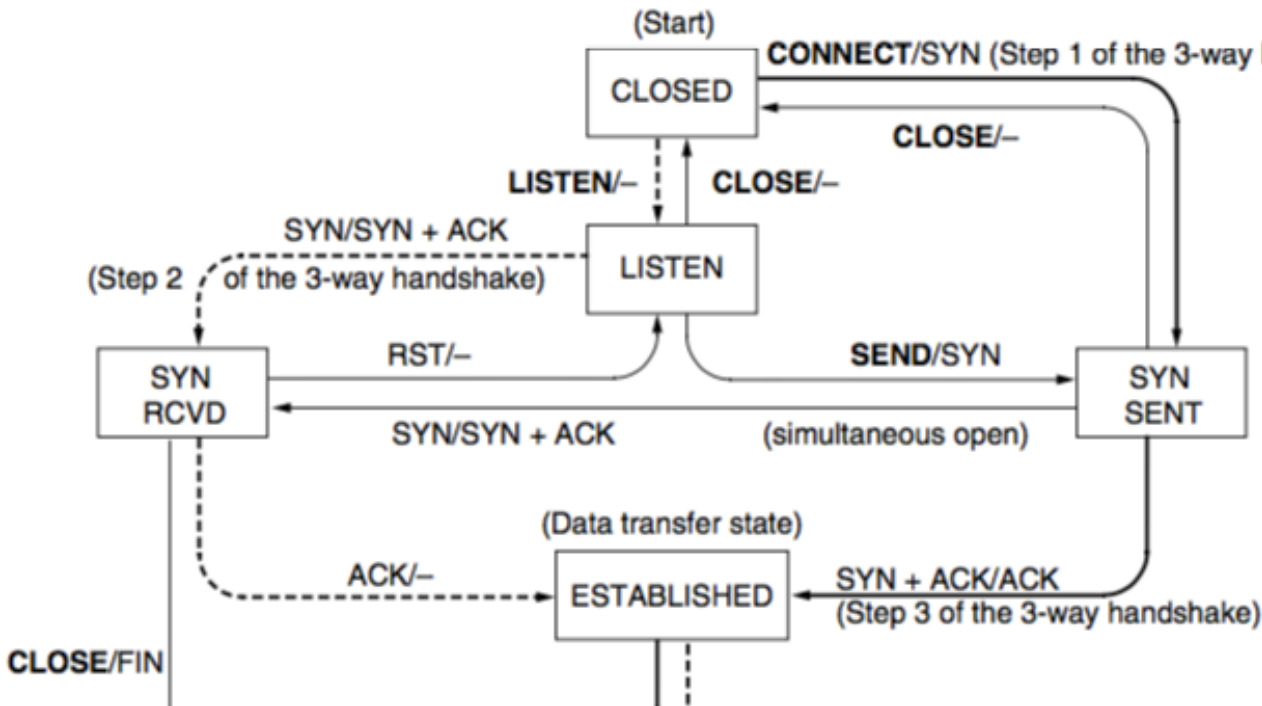 (Start)
CONNECT/SYN (Step 1 of the 3-way
CLOSED
CLOSE/–
LISTEN/–
CLOSE/–
SYN/SYN + ACK
(Step 2 of the 3-way handshake)
LISTEN
RST/–
SEND/SYN
SYN
RCVD
SYN
SENT
SYN/SYN + ACK
(simultaneous open)
(Data transfer state)
ACK/–
ESTABLISHED
SYN + ACK/ACK
(Step 3 of the 3-way handshake)
CLOSE/FIN